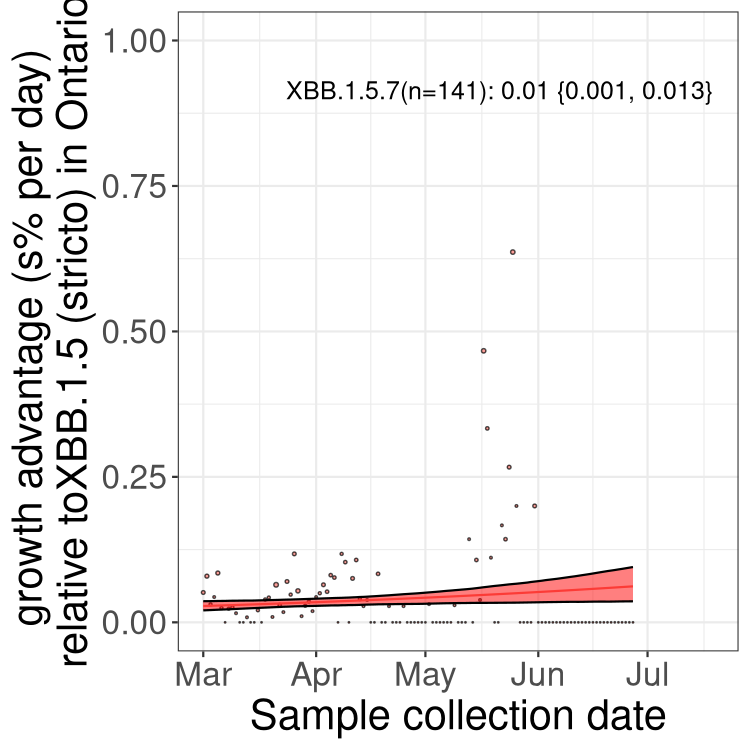 growth advantage (s% per day)
relative toXBB.1.5 (stricto) in Ontario
1.00
XBB.1.5.7(n=141): 0.01 {0.001, 0.013}
0.75
0.50
0.25
0.00
Mar Apr May Jun Jul
Sample collection date